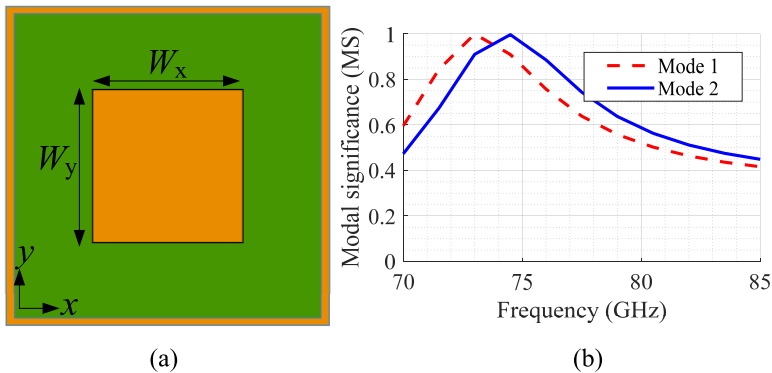 Wx
Wy
y
x
(a)
Modal significance (MS)
1
0.8
0.6
0.4
0.2
0
70
75
80
85
Frequency (GHz)
Mode 1
Mode 2
(b)